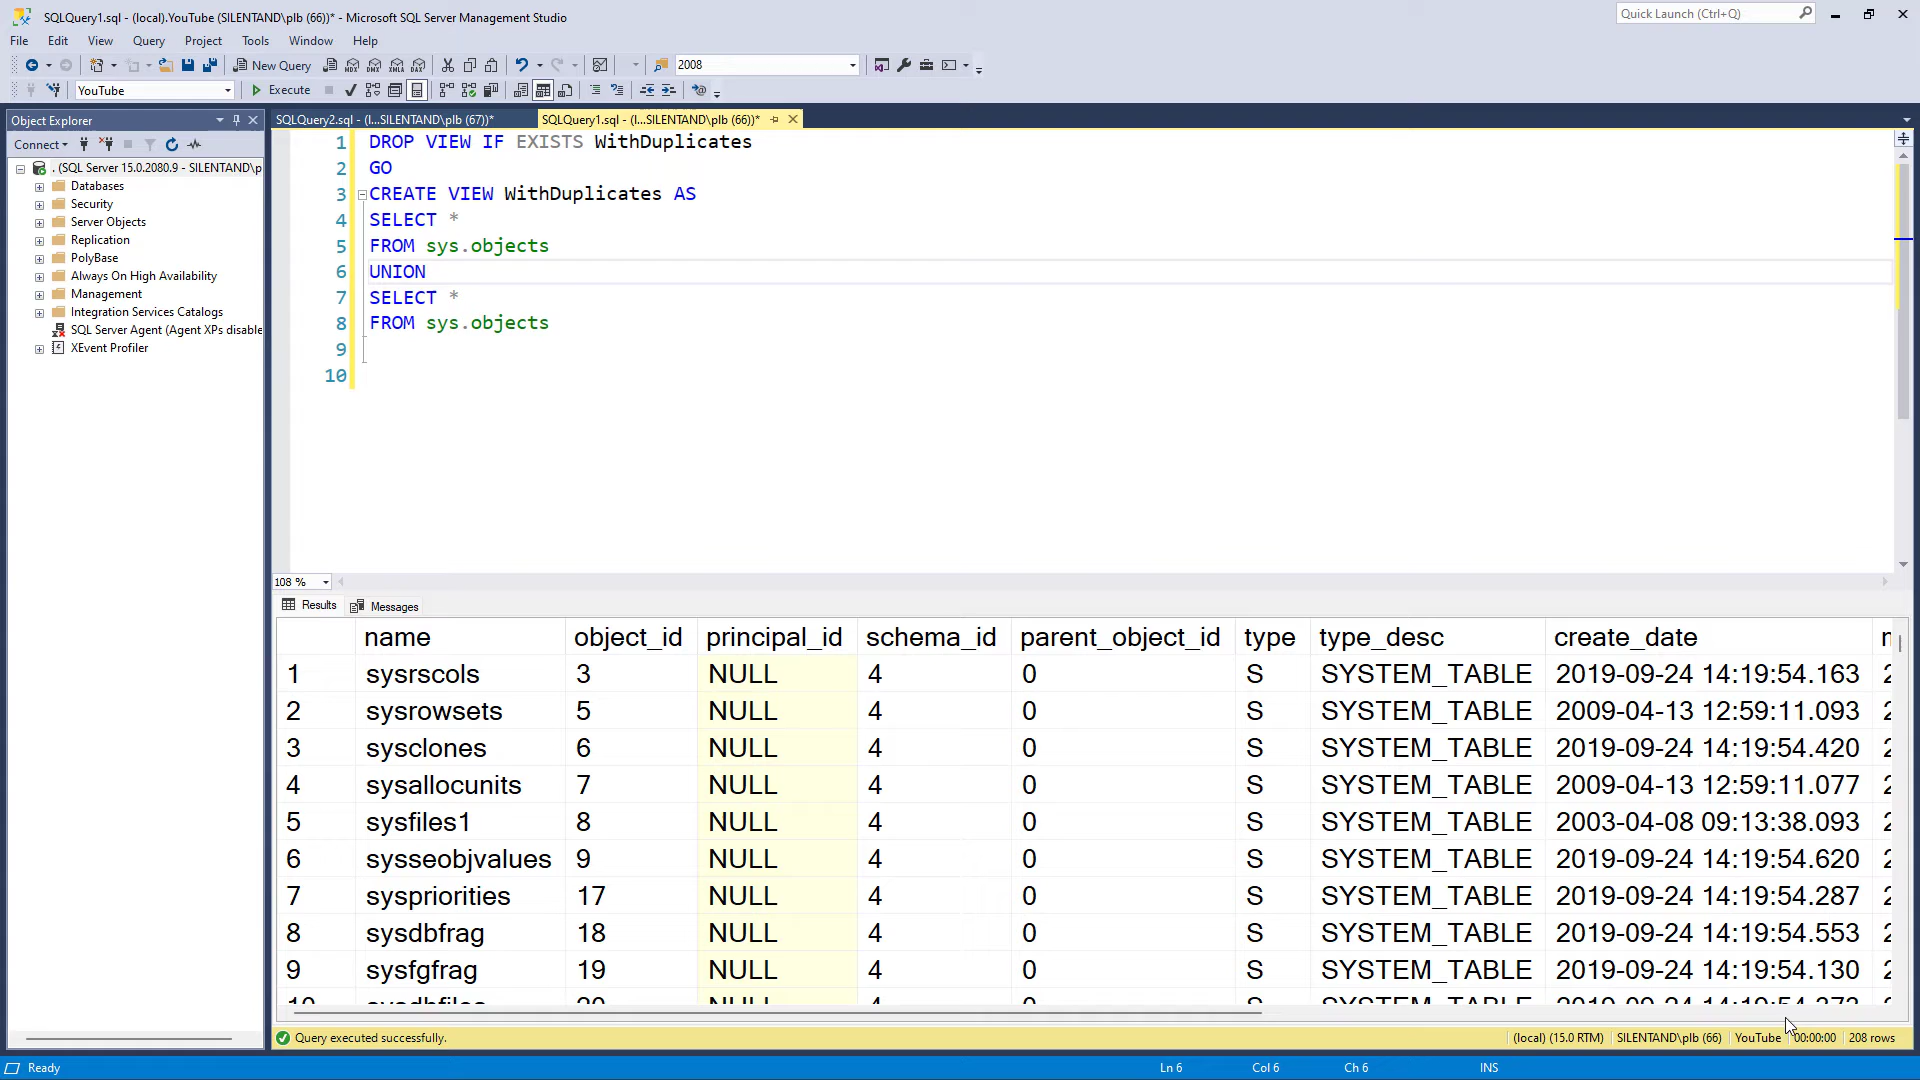 SQLQuery1.sql - (local).YouTube (SILENTAND\plb (66))* - Microsoft SQL Server Management Studio
Quick Launch (Ctrl+Q)
File Edit View Query Project Tools Window Help
New Query
MDX DMX XMLA DAX
2008
YouTube
Execute
Object Explorer
SQLQuery2.sql - (l...SILENTAND\plb (67))*
SQLQuery1.sql - (l...SILENTAND\plb (66))*
Connect
. (SQL Server 15.0.2080.9 - SILENTAND\p
Databases
Security
Server Objects
Replication
PolyBase
Always On High Availability
Management
Integration Services Catalogs
SQL Server Agent (Agent XPs disable
XEvent Profiler
1 DROP VIEW IF EXISTS WithDuplicates
2 GO
3 CREATE VIEW WithDuplicates AS
4 SELECT *
5 FROM sys.objects
6 UNION
7 SELECT *
8 FROM sys.objects
9
10
108 %
Results Messages
name object_id principal_id schema_id parent_object_id type type_desc create_date
1 sysrscols 3 NULL 4 0 S SYSTEM_TABLE 2019-09-24 14:19:54.163
2 sysrowsets 5 NULL 4 0 S SYSTEM_TABLE 2009-04-13 12:59:11.093
3 sysclones 6 NULL 4 0 S SYSTEM_TABLE 2019-09-24 14:19:54.420
4 sysallocunits 7 NULL 4 0 S SYSTEM_TABLE 2009-04-13 12:59:11.077
5 sysfiles1 8 NULL 4 0 S SYSTEM_TABLE 2003-04-08 09:13:38.093
6 sysseobjvalues 9 NULL 4 0 S SYSTEM_TABLE 2019-09-24 14:19:54.620
7 syspriorities 17 NULL 4 0 S SYSTEM_TABLE 2019-09-24 14:19:54.287
8 sysdbfrag 18 NULL 4 0 S SYSTEM_TABLE 2019-09-24 14:19:54.553
9 sysfgfrag 19 NULL 4 0 S SYSTEM_TABLE 2019-09-24 14:19:54.130
Query executed successfully.
(local) (15.0 RTM) SILENTAND\plb (66) YouTube 00:00:00 208 rows
Ready
Ln 6 Col 6 Ch 6 INS